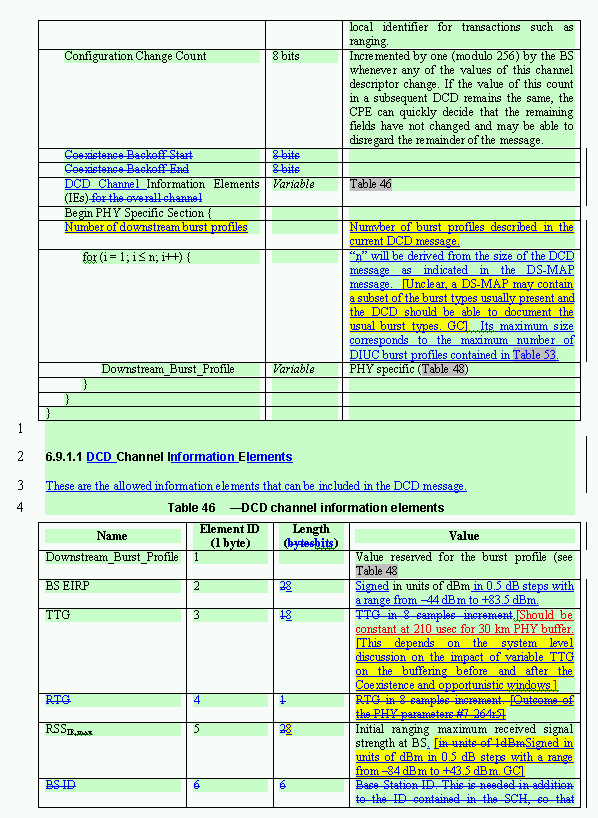 local identifier for transactions such as
ranging.
Configuration Change Count 8 bits Incremented by one (modulo 256) by the BS
whenever any of the values of this channel
descriptor change. If the value of this count
in a subsequent DCD remains the same, the
CPE can quickly decide that the remaining
fields have not changed and may be able to
disregard the remainder of the message.
Coexistence Backoff Start 8 bits
Coexistence Backoff End 8 bits
DCD Channel Information Elements Variable Table 46
(IEs) for the overall channel
Begin PHY Specific Section {
Number of downstream burst profiles Numvber of burst profiles described in the
current DCD message.
for (i = 1; i ≤ n; i++) { “n” will be derived from the size of the DCD
message as indicated in the DS-MAP
message. [Unclear, a DS-MAP may contain
a subset of the burst types usually present and
the DCD should be able to document the
usual burst types. GC]. Its maximum size
corresponds to the maximum number of
DIUC burst profiles contained in Table 53.
Downstream_Burst_Profile Variable PHY specific (Table 48)
}
}
}
1
2 6.9.1.1 DCD Channel Information Elements
3 These are the allowed information elements that can be included in the DCD message.
4 Table 46 —DCD channel information elements
Name Element ID (1 byte) Length (bytesbits) Value
Downstream_Burst_Profile 1 Value reserved for the burst profile (see
Table 48
BS EIRP 2 28 Signed in units of dBm in 0.5 dB steps with
a range from –44 dBm to +83.5 dBm.
TTG 3 18 TTG in 8 samples increment.[Should be
constant at 210 usec for 30 km PHY buffer.
[This depends on the system level
discussion on the impact of variable TTG
on the buffering before and after the
Coexistence and opportunistic windows.]
RTG 4 1 RTG in 8 samples increment. [Outcome of
the PHY parameters #7-264r5]
RSSIR,max 5 28 Initial ranging maximum received signal
strength at BS. [in units of 1dBmSigned in
units of dBm in 0.5 dB steps with a range
from –84 dBm to +43.5 dBm. GC]
BS ID 6 6 Base Station ID. This is needed in addition
to the ID contained in the SCH, so that